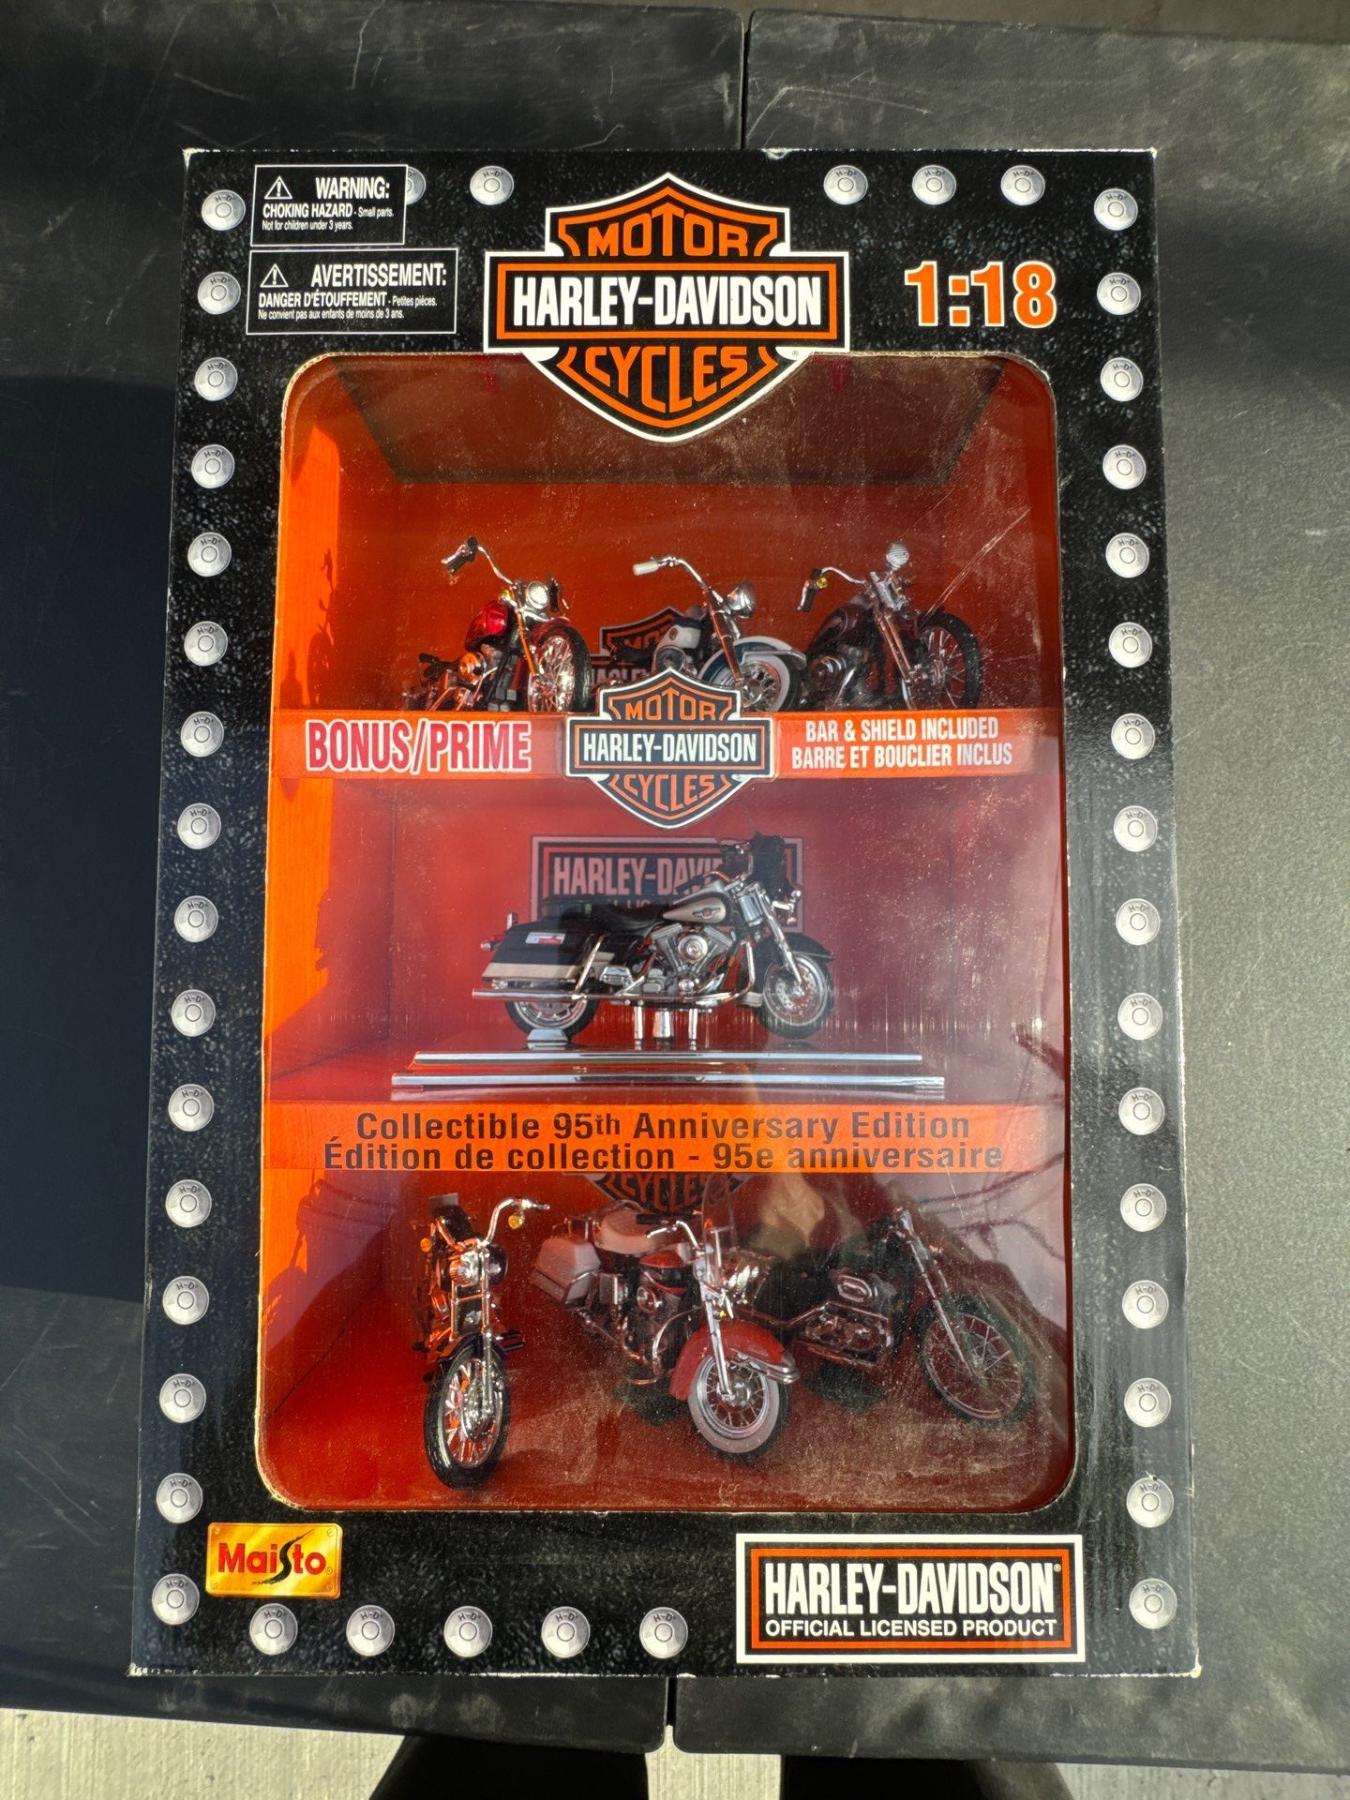 WARNING:
CHOKING HAZARD - Small parts.
Not for children under 3 years.
AVERTISSEMENT:
DANGER D'ÉTOUFFEMENT - Petites pièces.
Ne convient pas aux enfants de moins de 3 ans.
MOTOR
HARLEY-DAVIDSON
CYCLES
®
1:18
BONUS/PRIME
MOTOR
HARLEY-DAVIDSON
CYCLES
BAR & SHIELD INCLUDED
BARRE ET BOUCLIER INCLUS
HARLEY-DAVI
Collectible 95th Anniversary Edition
Édition de collection - 95e anniversaire
CYCLES
Maisto
HARLEY-DAVIDSON®
OFFICIAL LICENSED PRODUCT